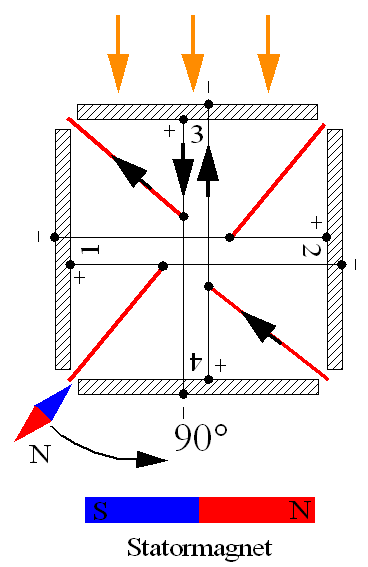 −
+ 3
− 1 + 2
+ −
4 +
−
N 90°
S N
Statormagnet